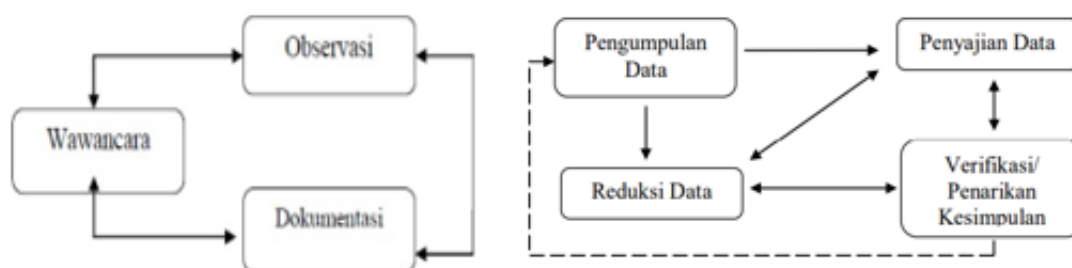 Observasi
Wawancara
Dokumentasi
Pengumpulan
Data
Penyajian Data
Reduksi Data
Verifikasi/
Penarikan
Kesimpulan